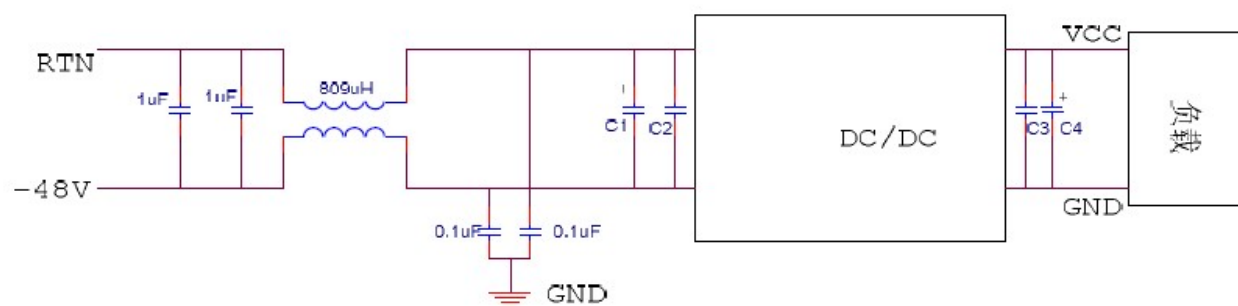 RTN
VCC
1uF
1uF
809uH
-
C1
C2
DC/DC
C3
+
C4
负载
-48V
GND
0.1uF
0.1uF
GND